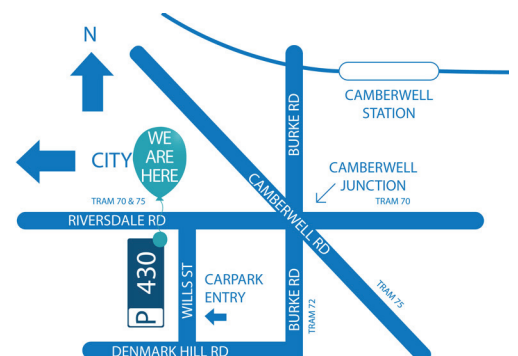 N
CITY
WE
ARE
HERE
CAMBERWELL
STATION
BURKE RD
CAMBERWELL
JUNCTION
TRAM 70 & 75
TRAM 70
RIVERSDALE RD
CAMBERWELL RD
P 430
WILLS ST
CARPARK
ENTRY
BURKE RD
TRAM 72
TRAM 75
DENMARK HILL RD